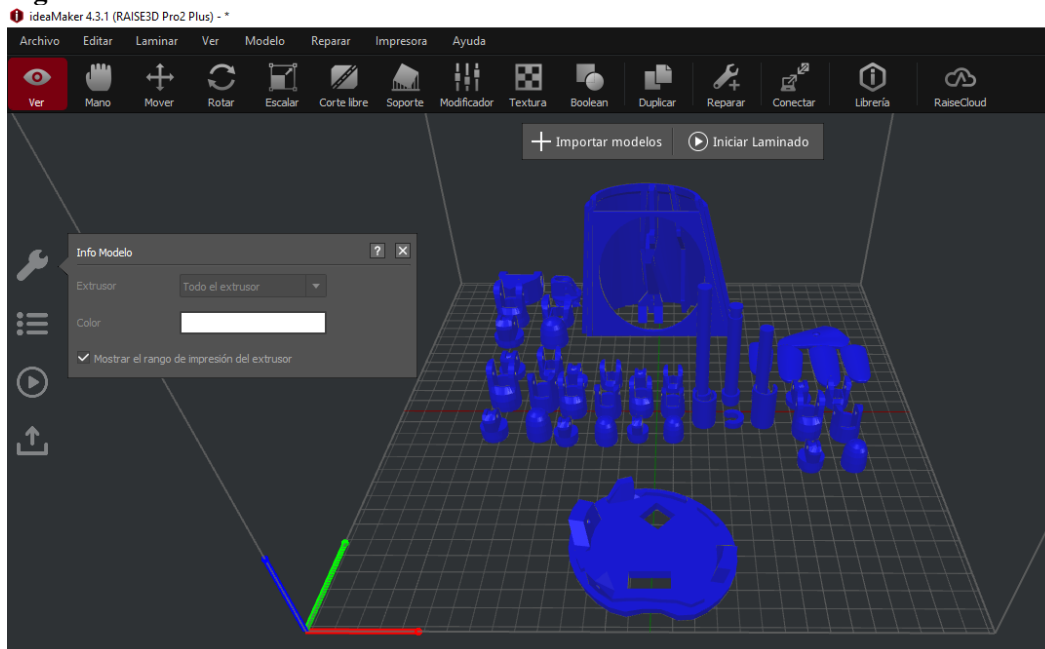 ideaMaker 4.3.1 (RAISE3D Pro2 Plus) - *
Archivo Editar Laminar Ver Modelo Reparar Impresora Ayuda
Ver Mano Mover Rotar Escalar Corte libre Soporte Modificador Textura Boolean Duplicar Reparar Conectar Librería RaiseCloud
Importar modelos Iniciar Laminado
Info Modelo ?
Extrusor Todo el extrusor
Color
Mostrar el rango de impresión del extrusor